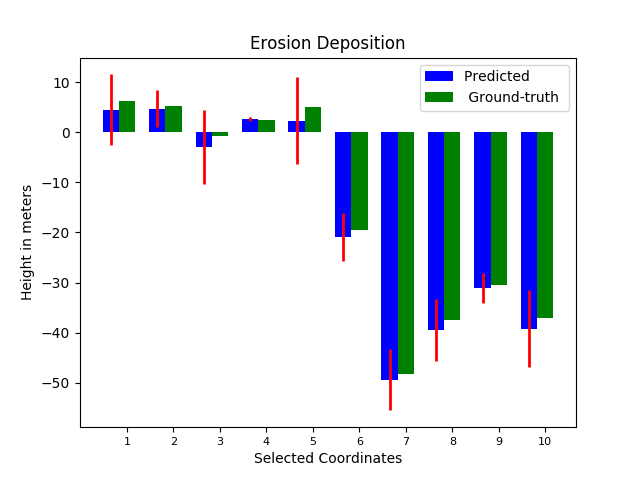 Erosion Deposition
Predicted
Ground-truth
Height in meters
10
0
−10
−20
−30
−40
−50
1 2 3 4 5 6 7 8 9 10
Selected Coordinates